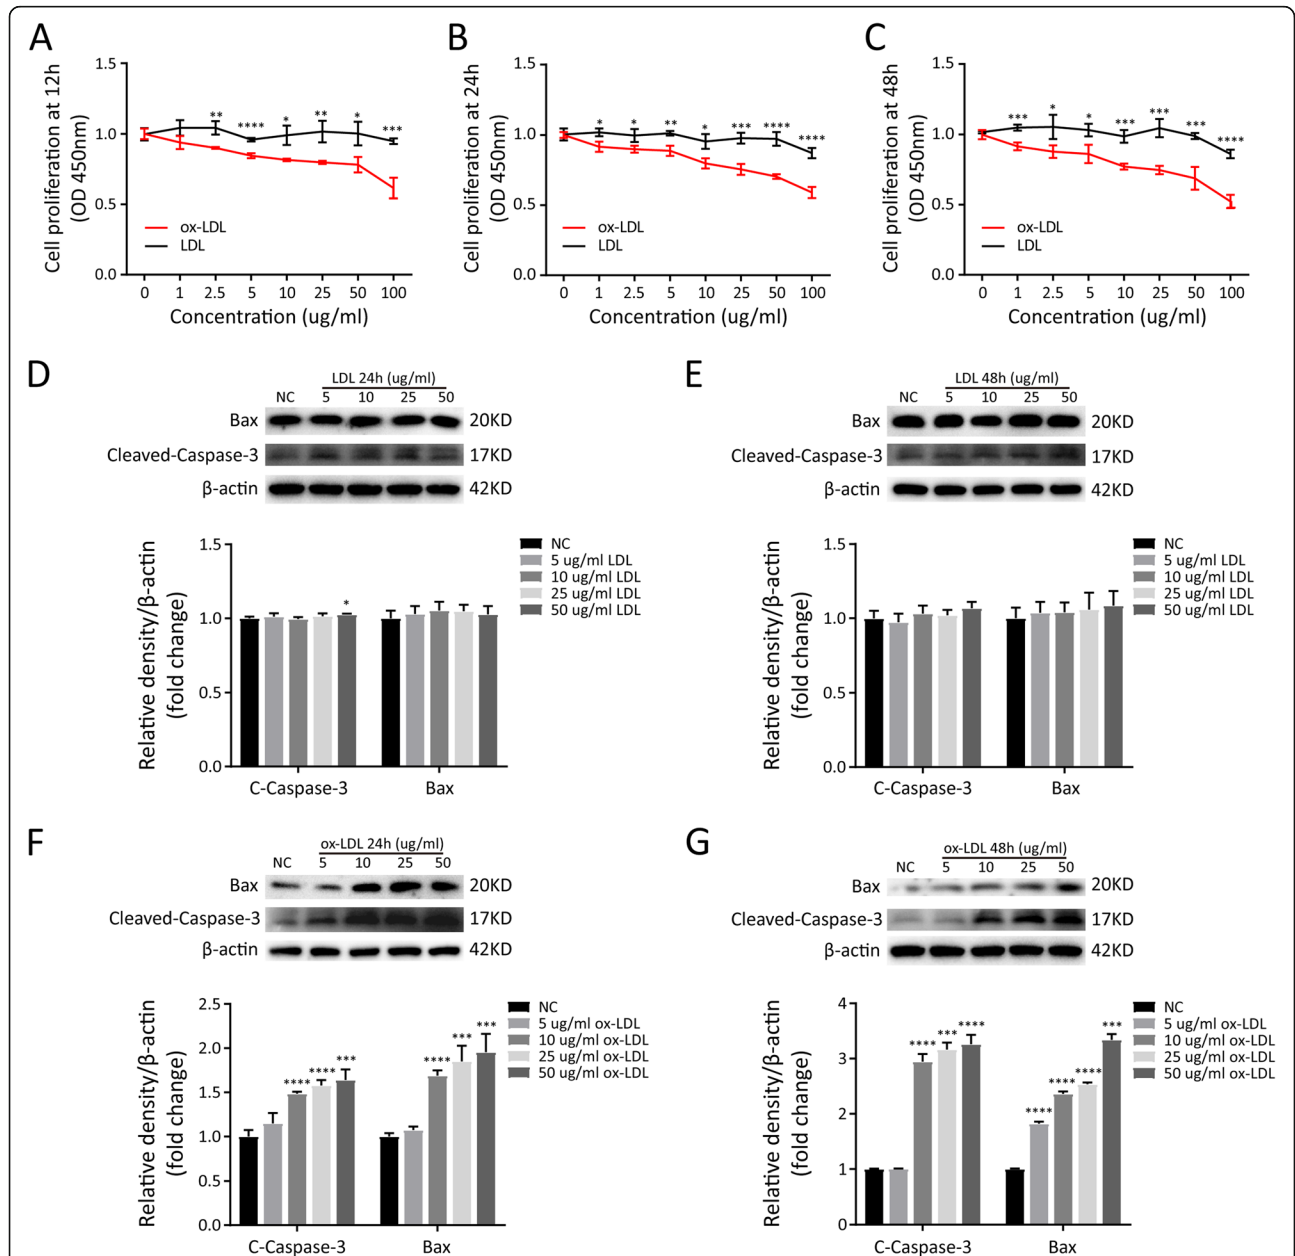 A
Cell proliferation at 12h
(OD 450nm)
1.5
1.0
0.5
0.0
** **** * ** * ***
ox-LDL
LDL
0 1 2.5 5 10 25 50 100
Concentration (ug/ml)
B
Cell proliferation at 24h
(OD 450nm)
1.5
1.0
0.5
0.0
* * ** * *** **** ****
ox-LDL
LDL
0 1 2.5 5 10 25 50 100
Concentration (ug/ml)
C
Cell proliferation at 48h
(OD 450nm)
1.5
1.0
0.5
0.0
*** * * *** *** *** ****
ox-LDL
LDL
0 1 2.5 5 10 25 50 100
Concentration (ug/ml)
D
LDL 24h (ug/ml)
NC 5 10 25 50
Bax 20KD
Cleaved-Caspase-3 17KD
β-actin 42KD
Relative density/β-actin
(fold change)
1.5
1.0
0.5
0.0
*
NC
5 ug/ml LDL
10 ug/ml LDL
25 ug/ml LDL
50 ug/ml LDL
C-Caspase-3 Bax
E
LDL 48h (ug/ml)
NC 5 10 25 50
Bax 20KD
Cleaved-Caspase-3 17KD
β-actin 42KD
Relative density/β-actin
(fold change)
1.5
1.0
0.5
0.0
NC
5 ug/ml LDL
10 ug/ml LDL
25 ug/ml LDL
50 ug/ml LDL
C-Caspase-3 Bax
F
ox-LDL 24h (ug/ml)
NC 5 10 25 50
Bax 20KD
Cleaved-Caspase-3 17KD
β-actin 42KD
Relative density/β-actin
(fold change)
2.5
2.0
1.5
1.0
0.5
0.0
**** **** *** **** *** ***
NC
5 ug/ml ox-LDL
10 ug/ml ox-LDL
25 ug/ml ox-LDL
50 ug/ml ox-LDL
C-Caspase-3 Bax
G
ox-LDL 48h (ug/ml)
NC 5 10 25 50
Bax 20KD
Cleaved-Caspase-3 17KD
β-actin 42KD
Relative density/β-actin
(fold change)
4
3
2
1
0
**** *** **** **** **** **** ***
NC
5 ug/ml ox-LDL
10 ug/ml ox-LDL
25 ug/ml ox-LDL
50 ug/ml ox-LDL
C-Caspase-3 Bax